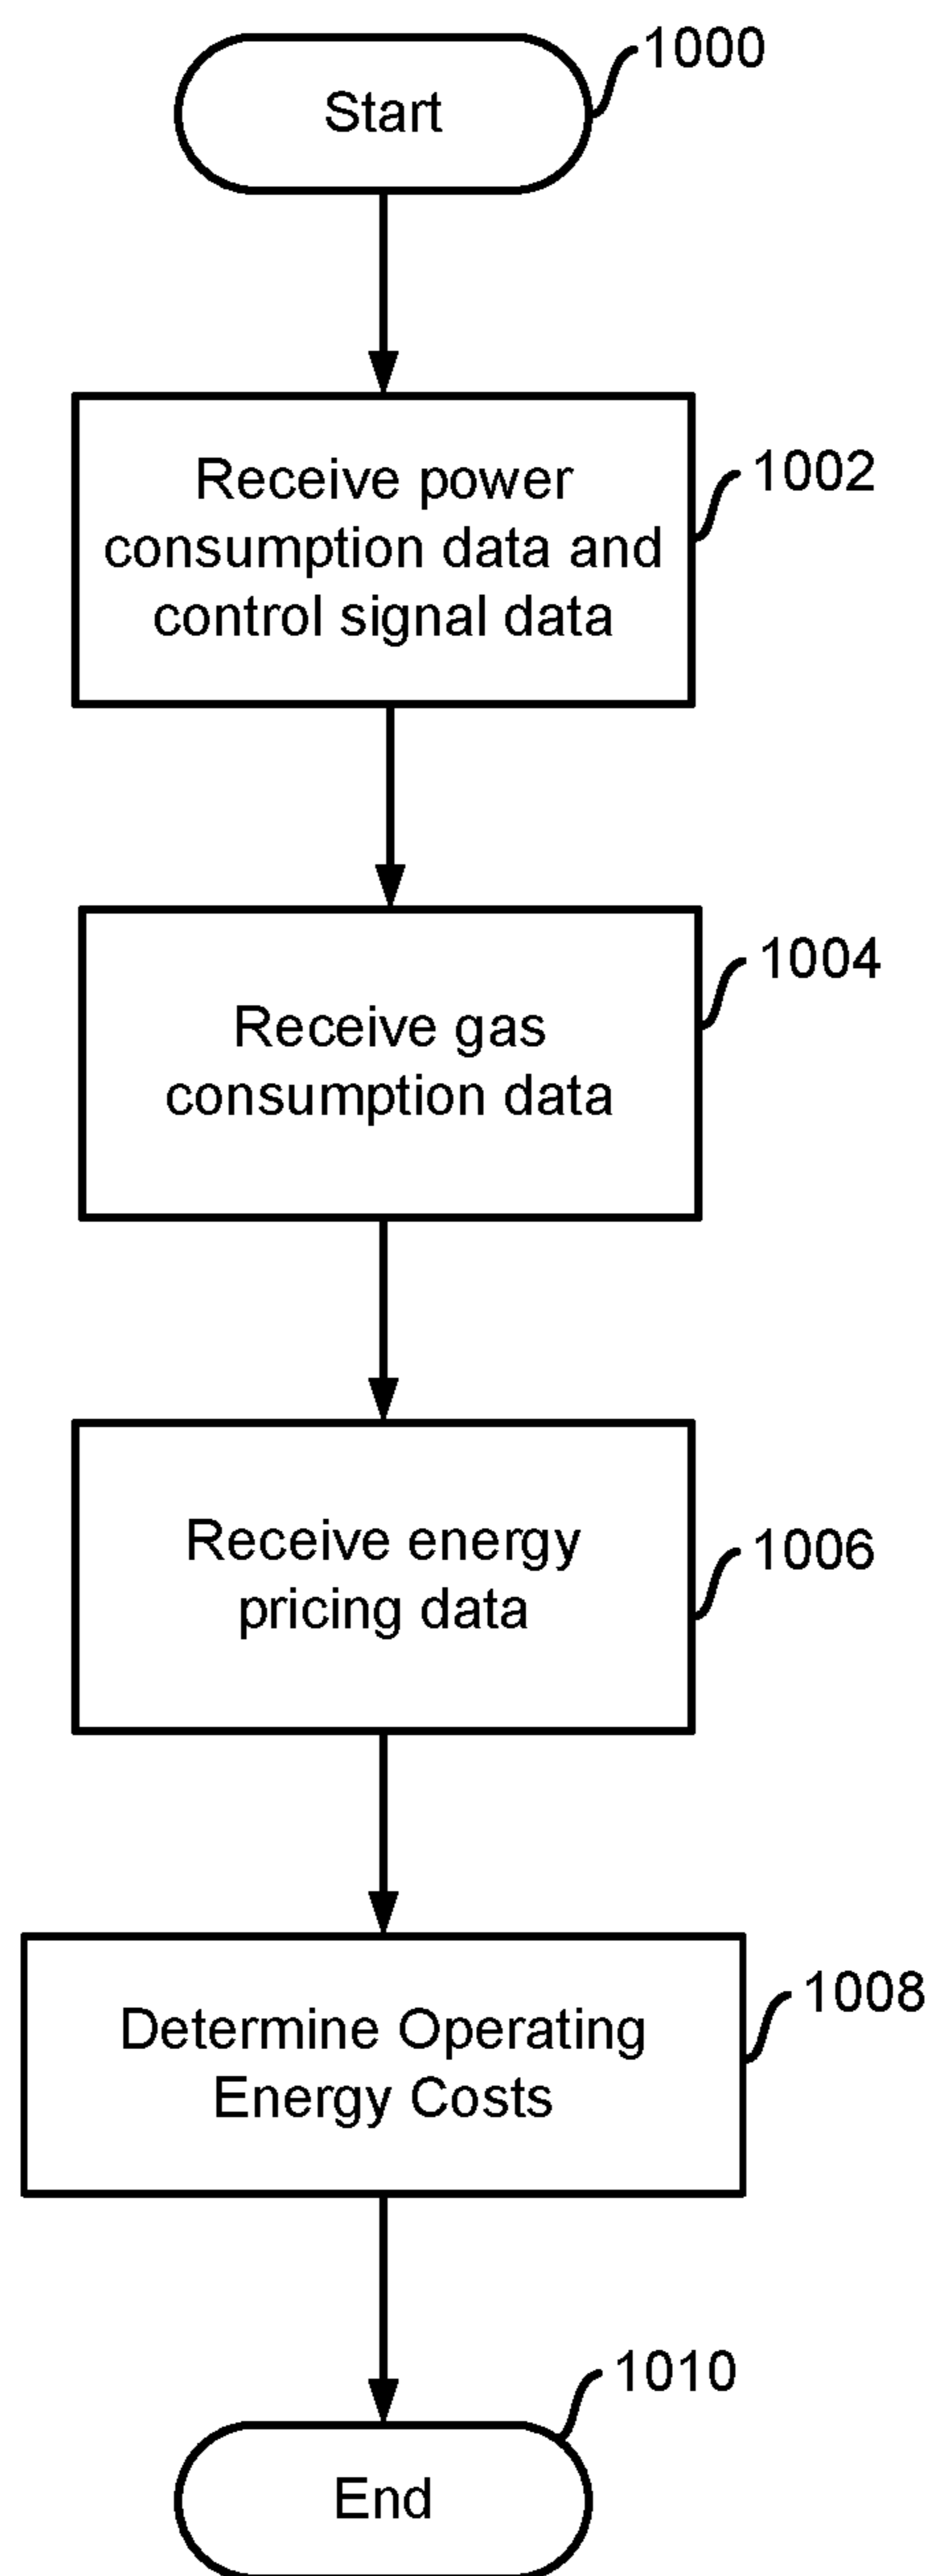 1000
Start
1002
Receive power
consumption data and
control signal data
1004
Receive gas
consumption data
1006
Receive energy
pricing data
1008
Determine Operating
Energy Costs
1010
End